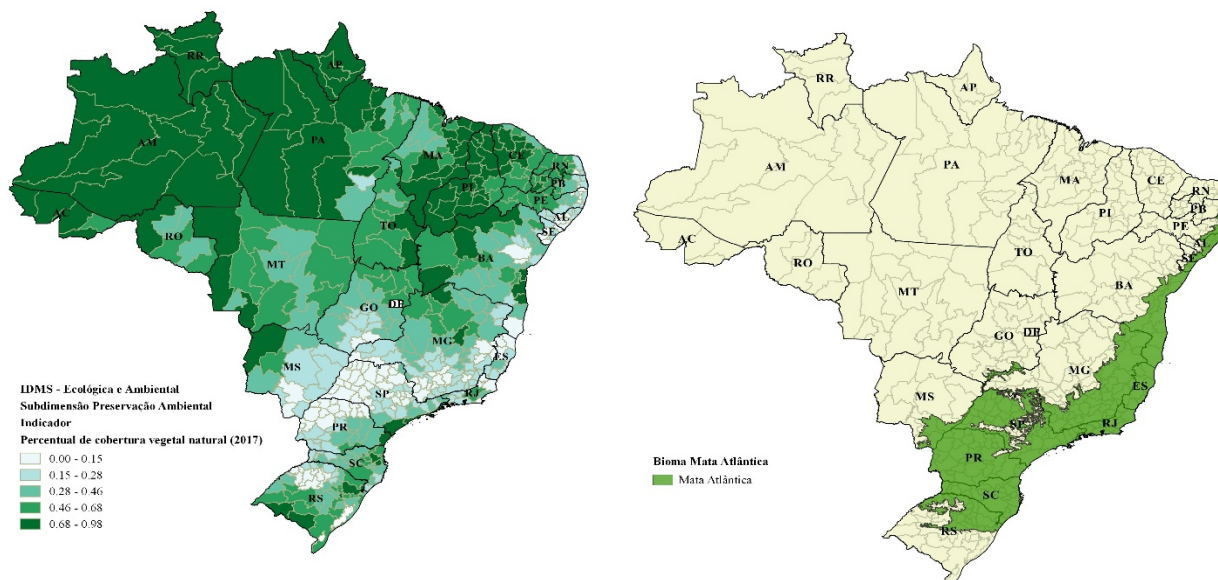 RR
AP
AM
PA
MA
CE
RN
PB
PI
PE
AC
AL
SE
TO
RO
BA
MT
DF
GO
MG
MS
ES
SP
RJ
PR
SC
RS
IDMS - Ecológica e Ambiental
Subdimensão Preservação Ambiental
Indicador
Percentual de cobertura vegetal natural (2017)
0.00 - 0.15
0.15 - 0.28
0.28 - 0.46
0.46 - 0.68
0.68 - 0.98
RR
AP
AM
PA
MA
CE
RN
PB
PI
PE
AC
AL
SE
TO
RO
BA
MT
GO
DF
MG
MS
ES
SP
RJ
PR
SC
RS
Bioma Mata Atlântica
Mata Atlântica